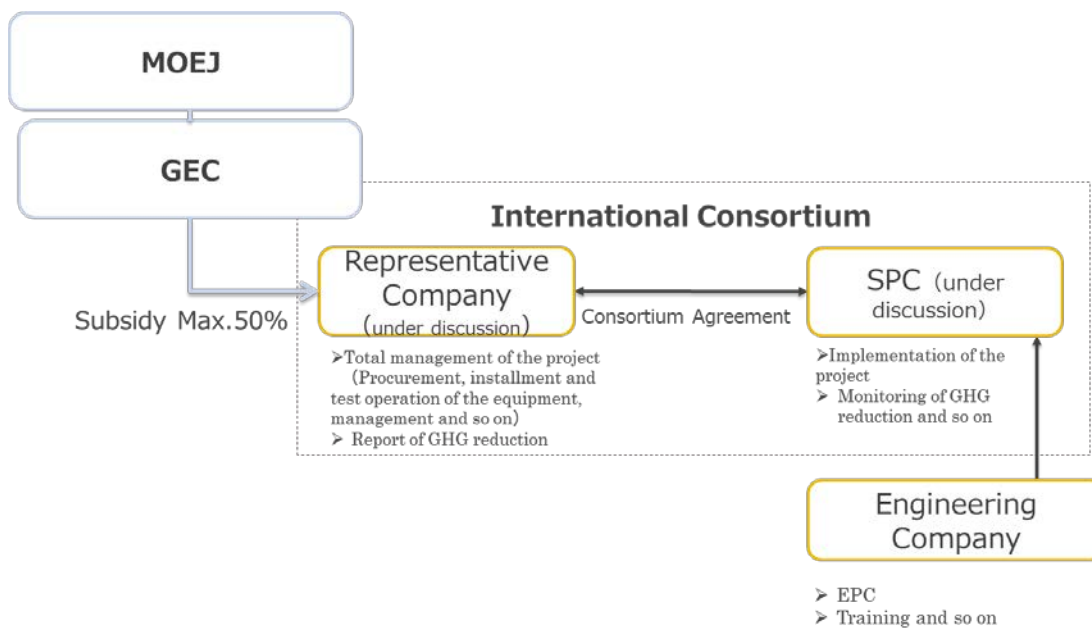 MOEJ
GEC
International Consortium
Representative
Company
(under discussion)
SPC (under
discussion)
Subsidy Max.50%
Consortium Agreement
➢Total management of the project
(Procurement, installment and
test operation of the equipment,
management and so on)
➢ Report of GHG reduction
➢Implementation of the
project
➢ Monitoring of GHG
reduction and so on
Engineering
Company
➢ EPC
➢ Training and so on